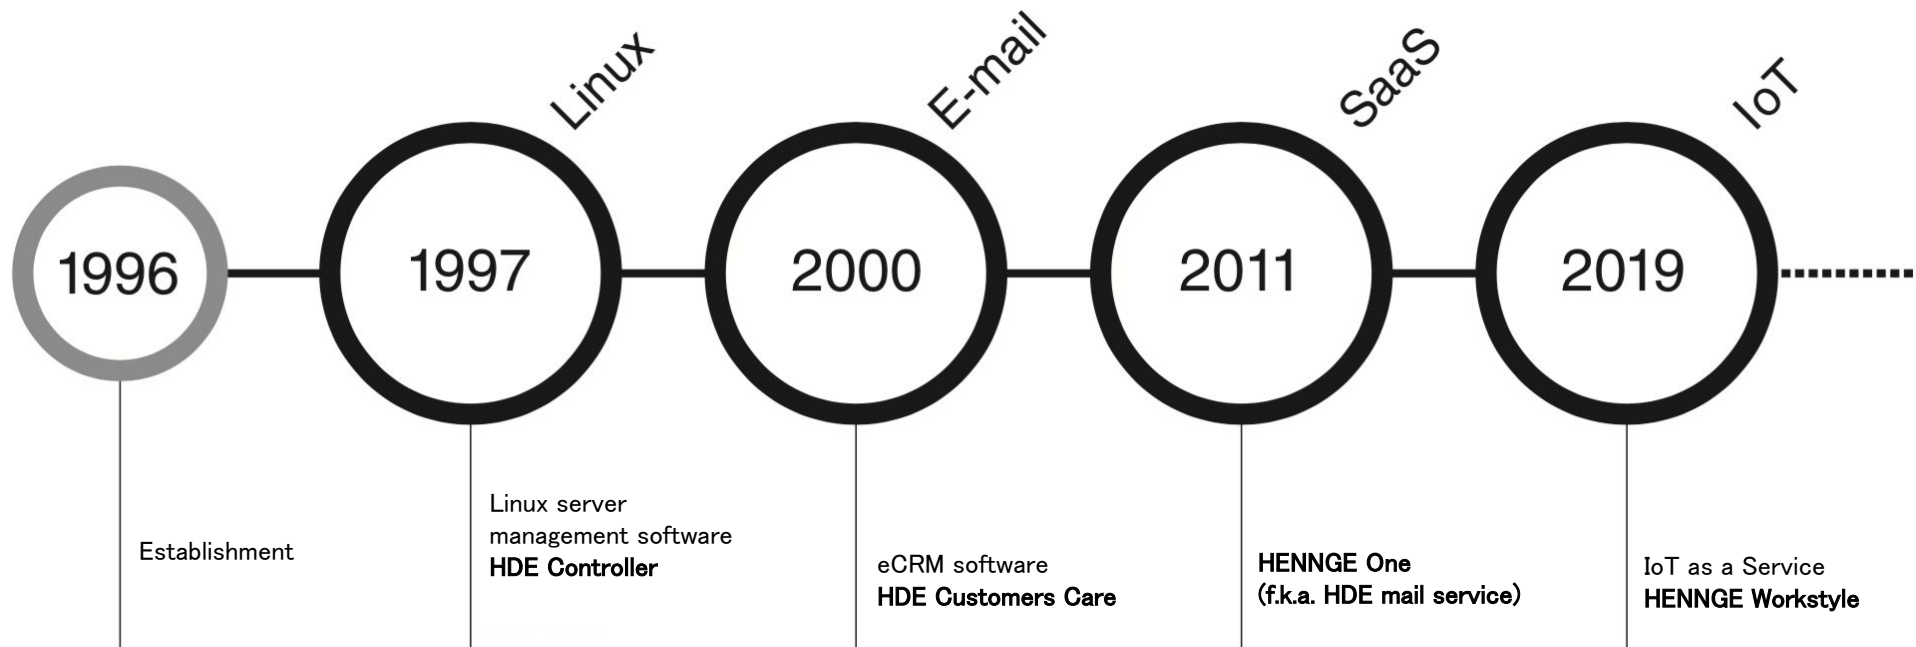 Linux
E-mail
SaaS
IoT
1996
1997
2000
2011
2019
Establishment
Linux server
management software
HDE Controller
eCRM software
HDE Customers Care
HENNGE One
(f.k.a. HDE mail service)
IoT as a Service
HENNGE Workstyle